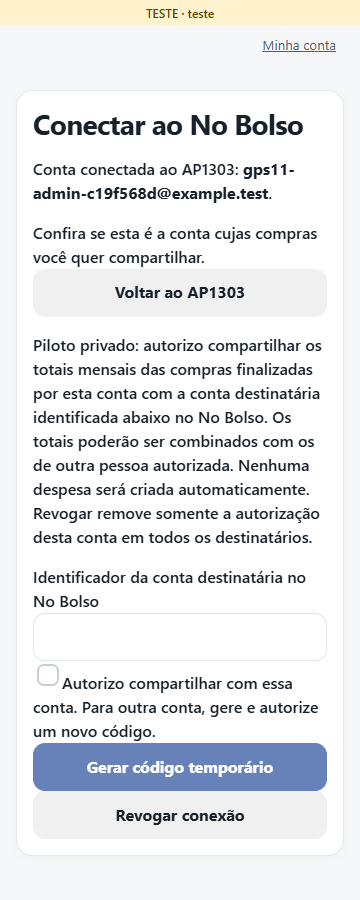 TESTE · teste
Minha conta
Conectar ao No Bolso
Conta conectada ao AP1303: gps11-
admin-c19f568d@example.test.
Confira se esta é a conta cujas compras
você quer compartilhar.
Voltar ao AP1303
Piloto privado: autorizo compartilhar os
totais mensais das compras finalizadas
por esta conta com a conta destinatária
identificada abaixo no No Bolso. Os
totais poderão ser combinados com os
de outra pessoa autorizada. Nenhuma
despesa será criada automaticamente.
Revogar remove somente a autorização
desta conta em todos os destinatários.
Identificador da conta destinatária no
No Bolso
Autorizo compartilhar com essa
conta. Para outra conta, gere e autorize
um novo código.
Gerar código temporário
Revogar conexão